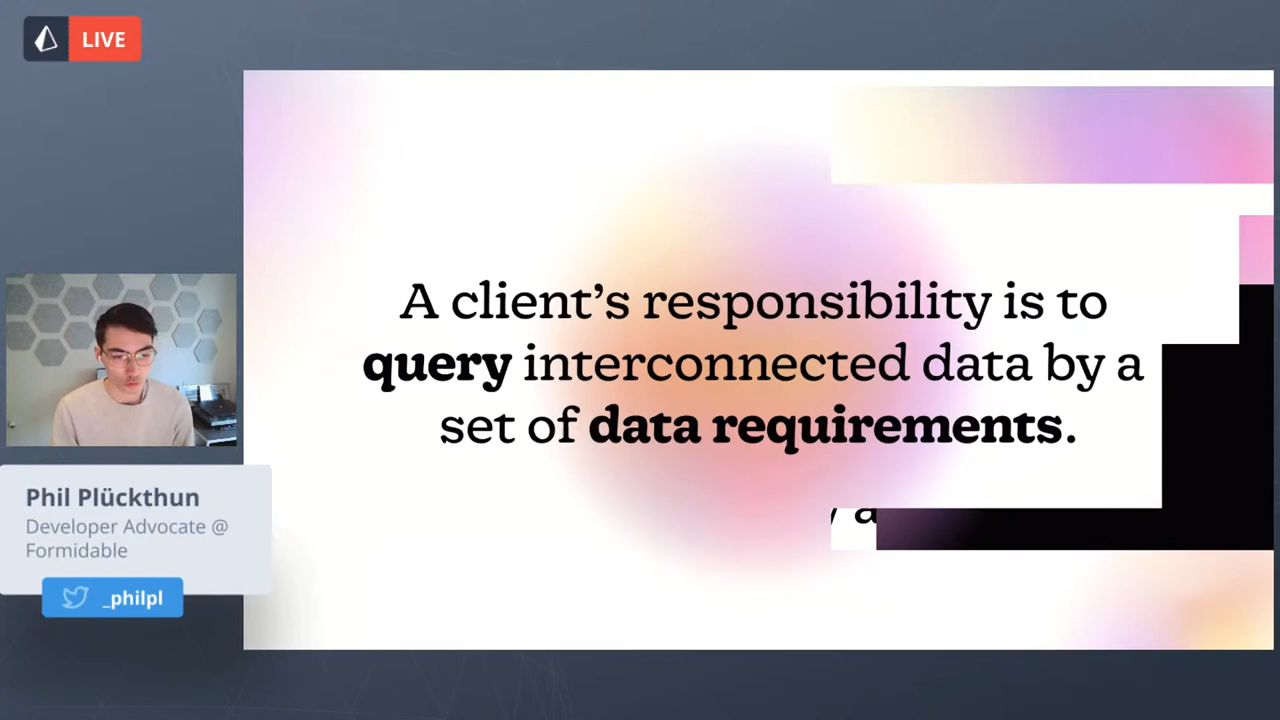 LIVE
A client’s responsibility is to
query interconnected data by a
set of data requirements.
Phil Plückthun
Developer Advocate @
Formidable
_philpl